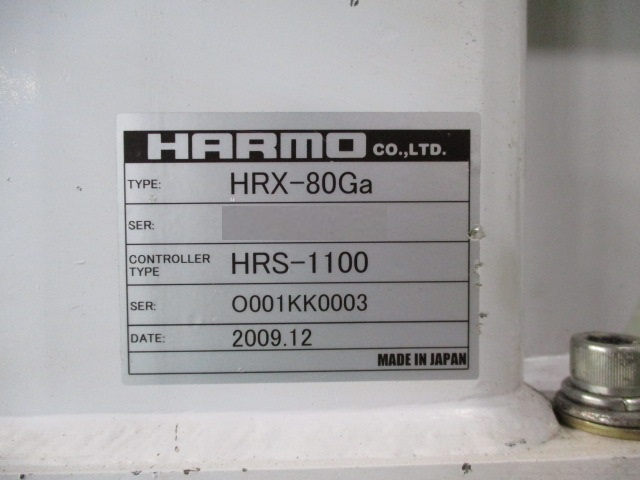 HARMO CO.,LTD.
TYPE: HRX-80Ga
SER:
CONTROLLER TYPE HRS-1100
SER: O001KK0003
DATE: 2009.12
MADE IN JAPAN